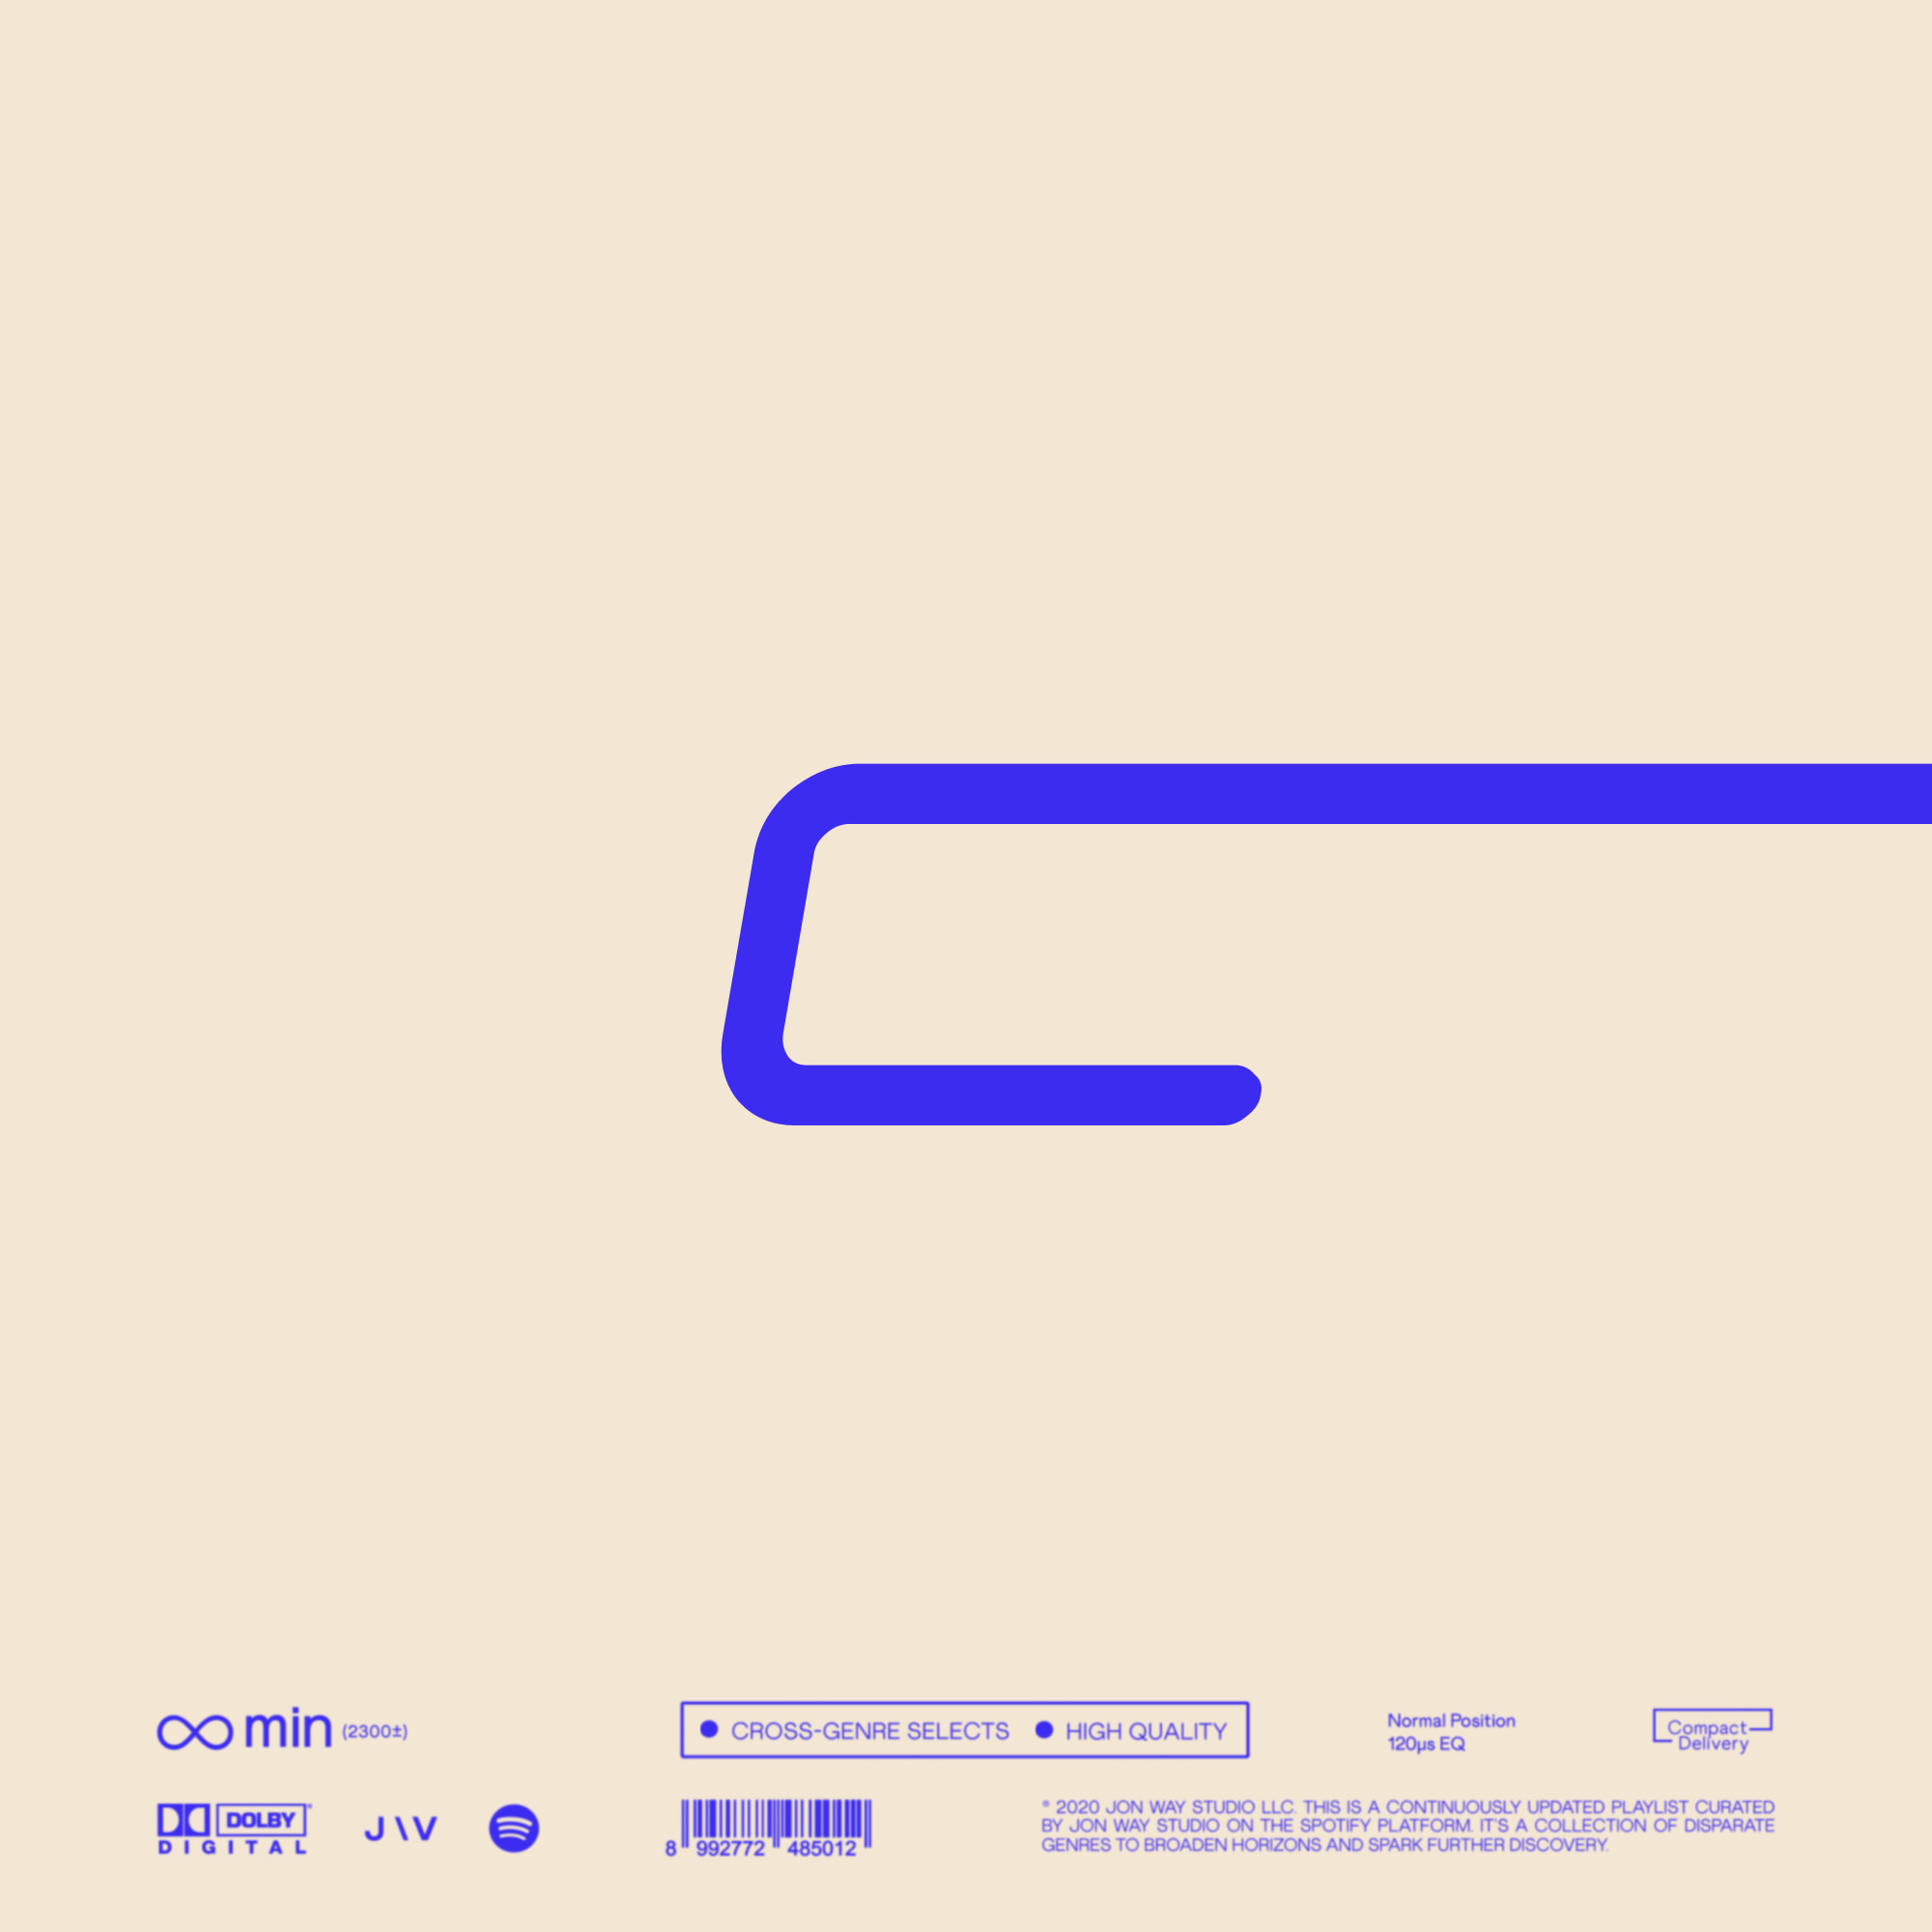 ∞ min (2300±)
● CROSS-GENRE SELECTS ● HIGH QUALITY
Normal Position
120µs EQ
Compact
Delivery
DOLBY
DIGITAL
J\V
8 992772 485012
® 2020 JON WAY STUDIO LLC. THIS IS A CONTINUOUSLY UPDATED PLAYLIST CURATED
BY JON WAY STUDIO ON THE SPOTIFY PLATFORM. IT'S A COLLECTION OF DISPARATE
GENRES TO BROADEN HORIZONS AND SPARK FURTHER DISCOVERY.